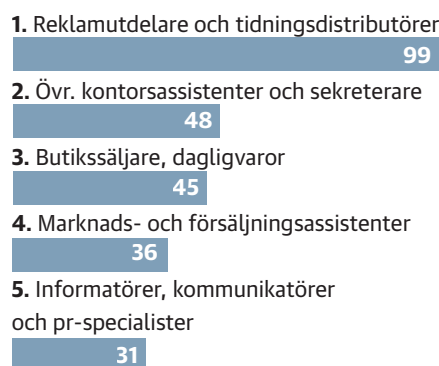 1. Reklamutdelare och tidningsdistributörer
99
2. Övr. kontorsassistenter och sekreterare
48
3. Butikssäljare, dagligvaror
45
4. Marknads- och försäljningsassistenter
36
5. Informatörer, kommunikatörer
och pr-specialister
31